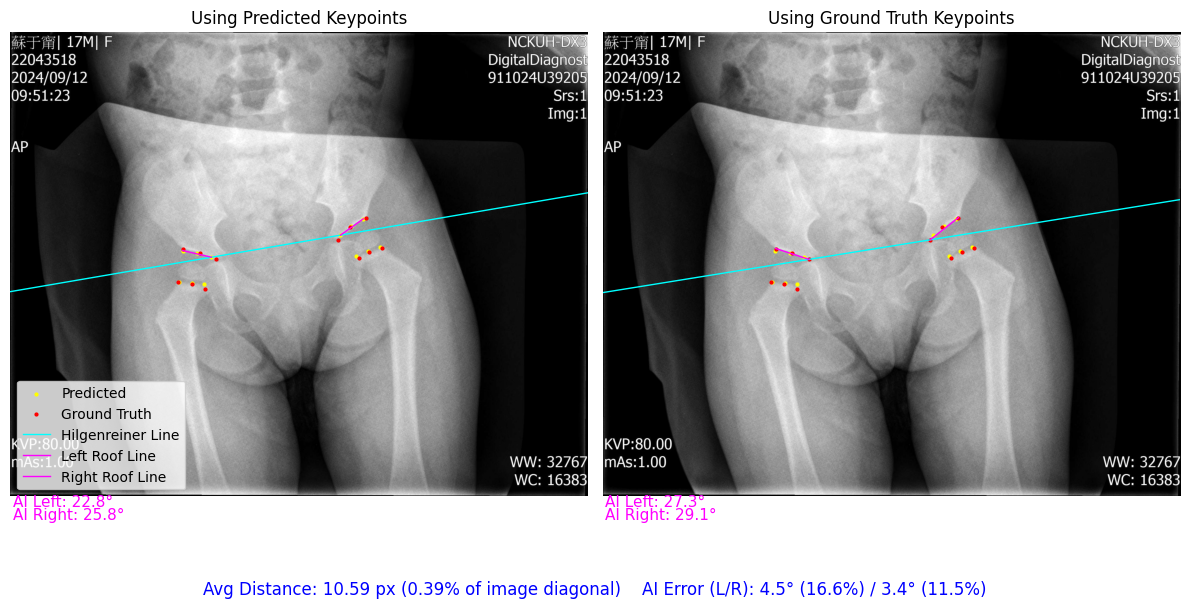 Using Predicted Keypoints
蘇于甯| 17M| F
22043518
2024/09/12
09:51:23
NCKUH-DX3
DigitalDiagnost
911024U39205
Srs:1
Img:1
AP
Predicted
Ground Truth
Hilgenreiner Line
Left Roof Line
Right Roof Line
KVP:80.00
mAs:1.00
WW: 32767
WC: 16383
AI Left: 22.8°
AI Right: 25.8°
Using Ground Truth Keypoints
蘇于甯| 17M| F
22043518
2024/09/12
09:51:23
NCKUH-DX3
DigitalDiagnost
911024U39205
Srs:1
Img:1
AP
KVP:80.00
mAs:1.00
WW: 32767
WC: 16383
AI Left: 27.3°
AI Right: 29.1°
Avg Distance: 10.59 px (0.39% of image diagonal)    AI Error (L/R): 4.5° (16.6%) / 3.4° (11.5%)